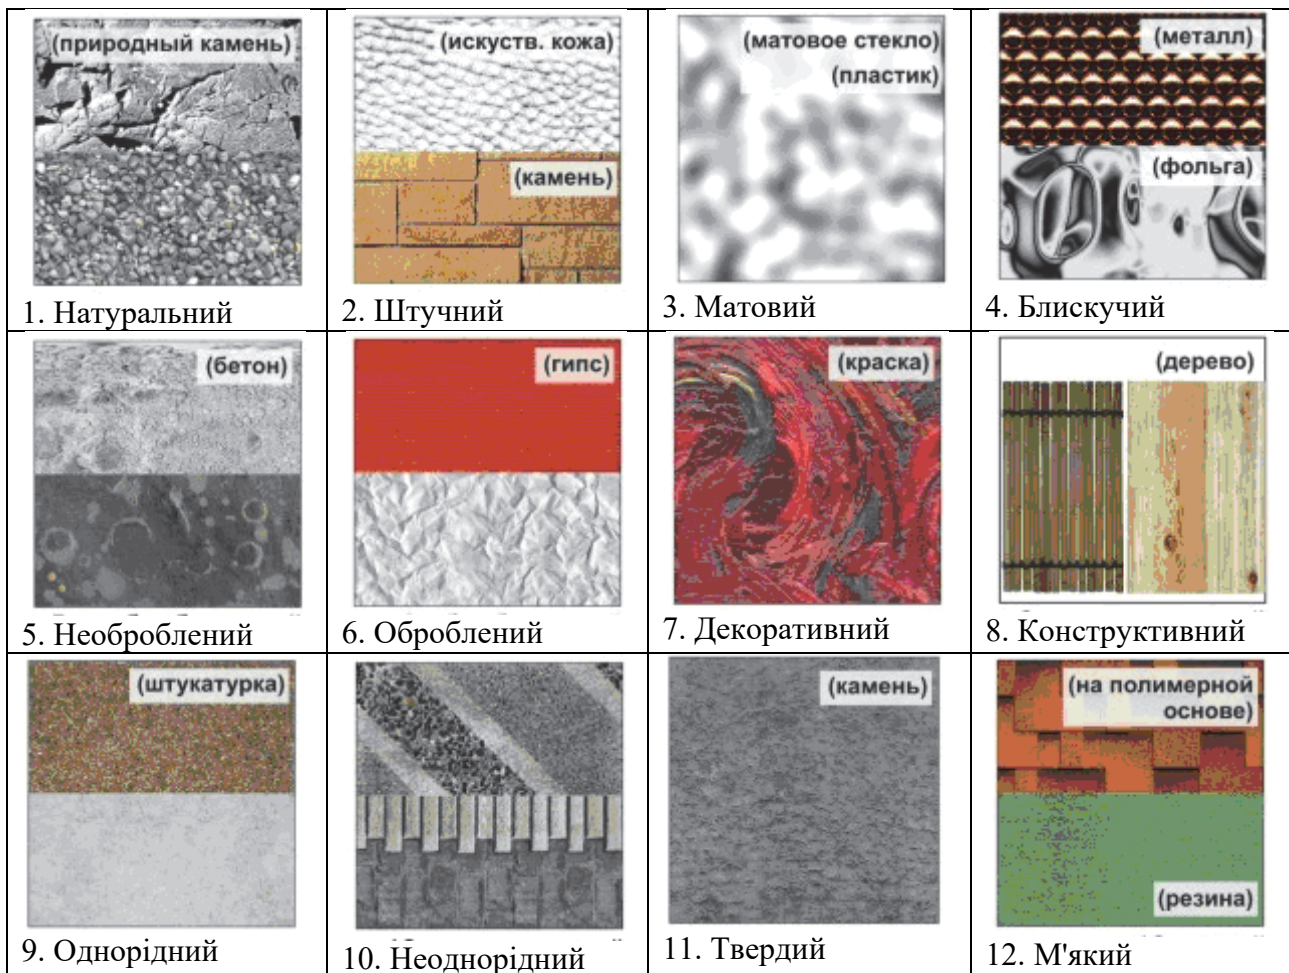 (природный камень)
1. Натуральний
(искуств. кожа)
(камень)
2. Штучний
(матовое стекло)
(пластик)
3. Матовий
(металл)
(фольга)
4. Блискучий
(бетон)
5. Необроблений
(гипс)
6. Оброблений
(краска)
7. Декоративний
(дерево)
8. Конструктивний
(штукатурка)
9. Однорідний
10. Неоднорідний
(камень)
11. Твердий
(на полимерной
основе)
(резина)
12. М'який